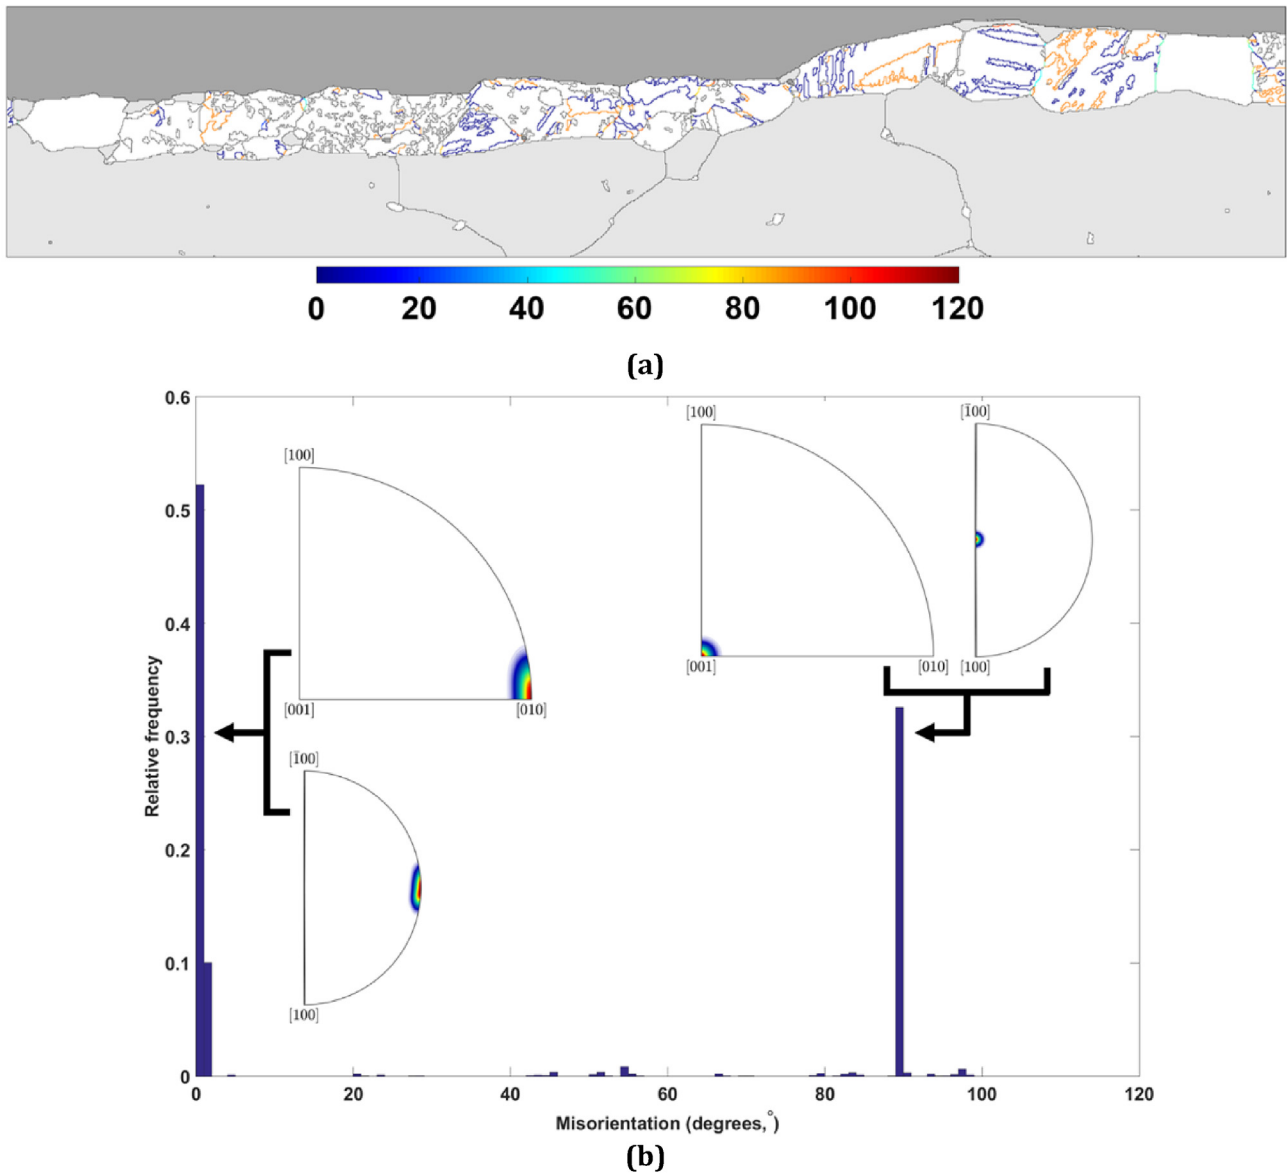 0 20 40 60 80 100 120
(a)
0.6
0.5
0.4
0.3
0.2
0.1
0
Relative frequency
[100]
[001]
[010]
[1̅00]
[100]
[100]
[001]
[010]
[1̅00]
[100]
0 20 40 60 80 100 120
Misorientation (degrees,°)
(b)